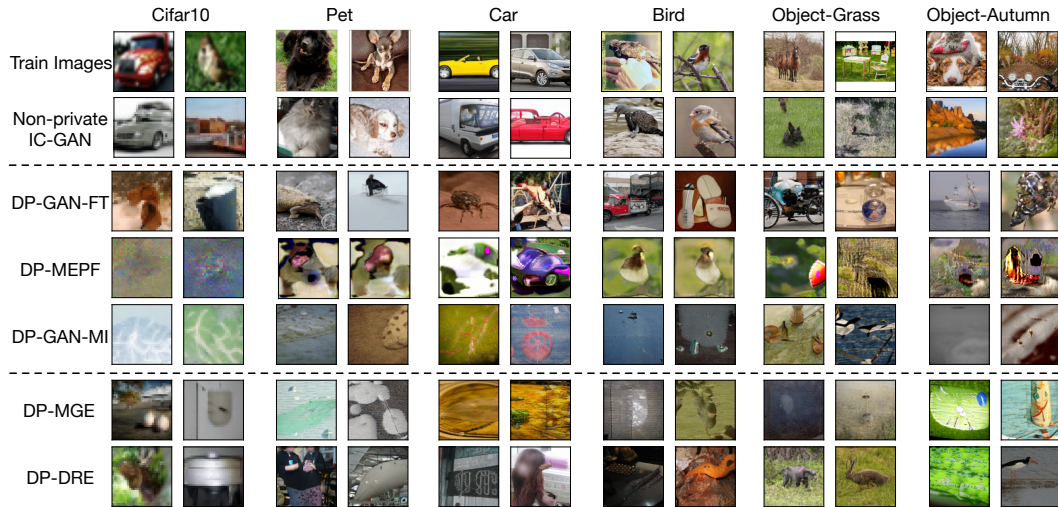 Cifar10 Pet Car Bird Object-Grass Object-Autumn
Train Images
Non-private
IC-GAN
DP-GAN-FT
DP-MEPF
DP-GAN-MI
DP-MGE
DP-DRE